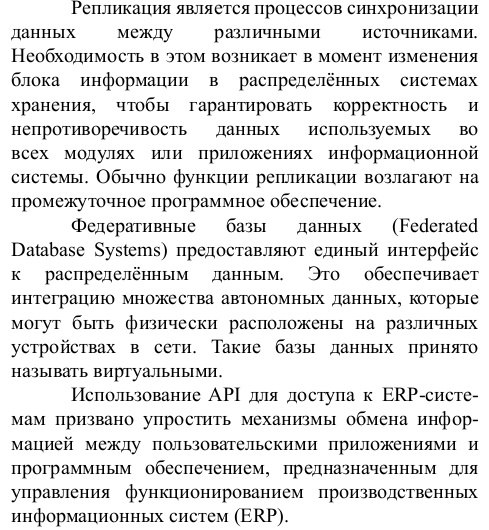 Репликация является процессов синхронизации
данных между различными источниками.
Необходимость в этом возникает в момент изменения
блока информации в распределённых системах
хранения, чтобы гарантировать корректность и
непротиворечивость данных используемых во
всех модулях или приложениях информационной
системы. Обычно функции репликации возлагают на
промежуточное программное обеспечение.
Федеративные базы данных (Federated
Database Systems) предоставляют единый интерфейс
к распределённым данным. Это обеспечивает
интеграцию множества автономных данных, которые
могут быть физически расположены на различных
устройствах в сети. Такие базы данных принято
называть виртуальными.
Использование API для доступа к ERP-систе-
мам призвано упростить механизмы обмена инфор-
мацией между пользовательскими приложениями и
программным обеспечением, предназначенным для
управления функционированием производственных
информационных систем (ERP).